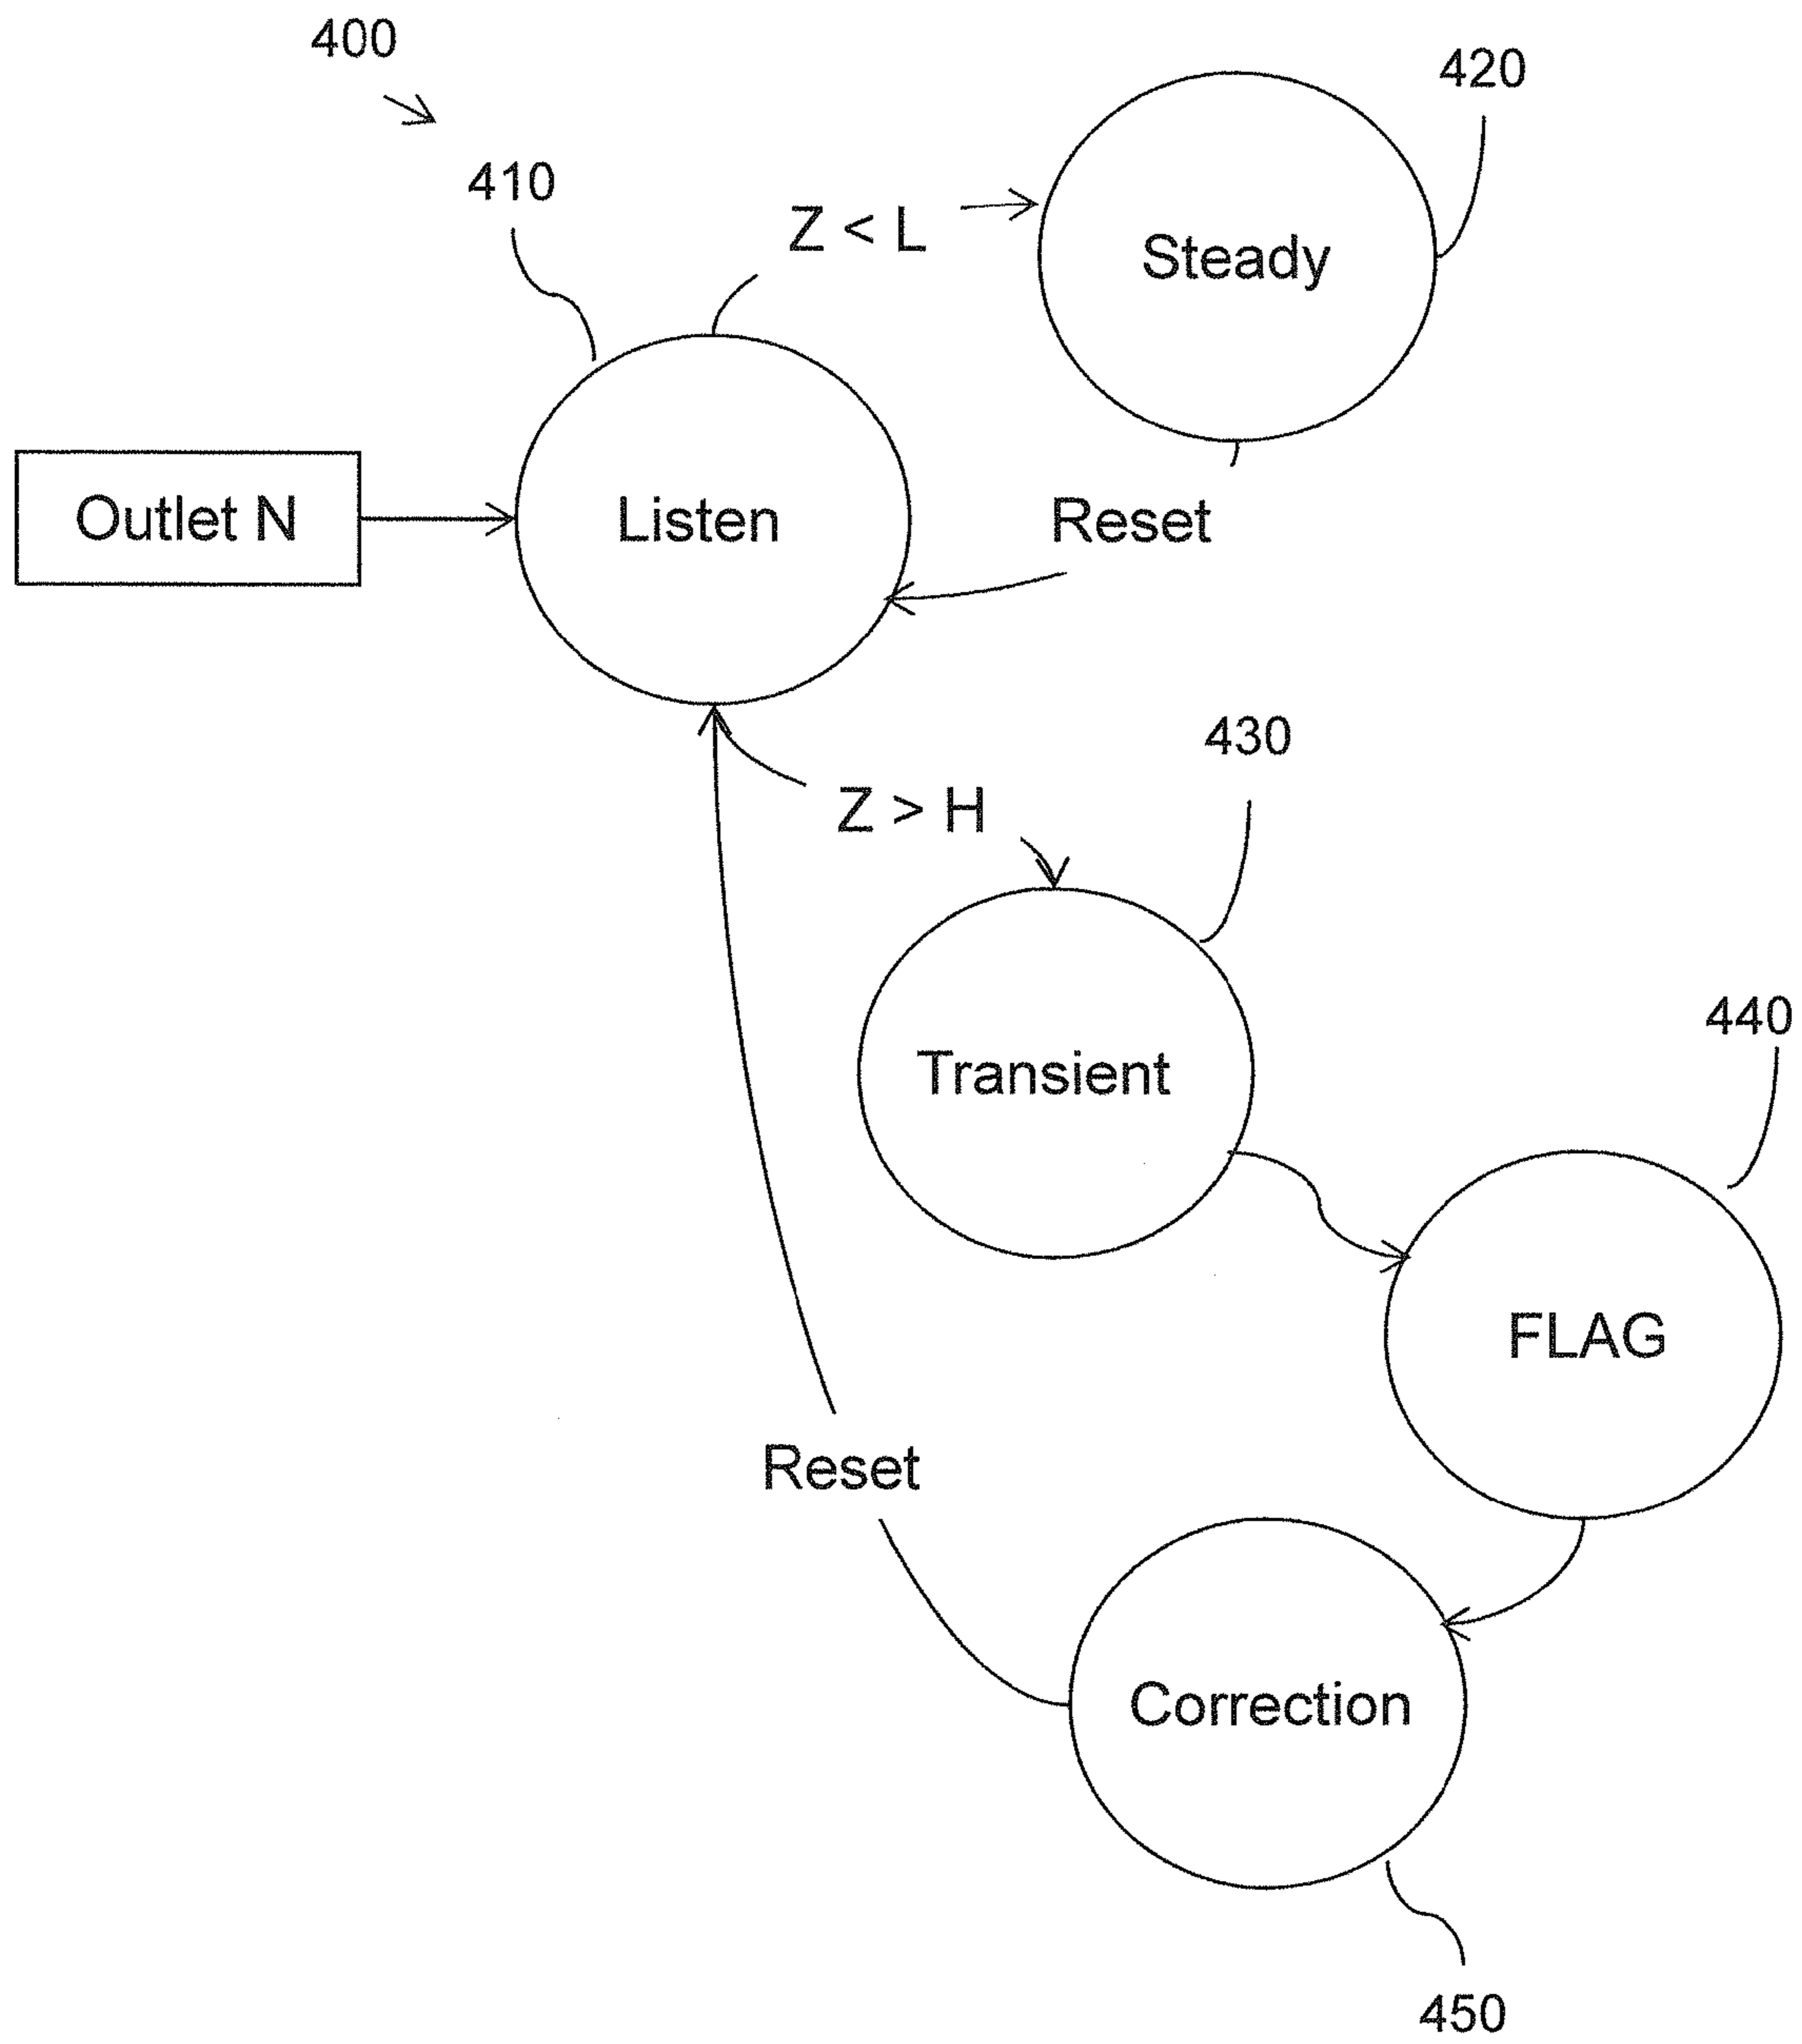 400
420
410
Z < L
Steady
Outlet N
Listen
Reset
430
Z > H
440
Transient
FLAG
Reset
Correction
450